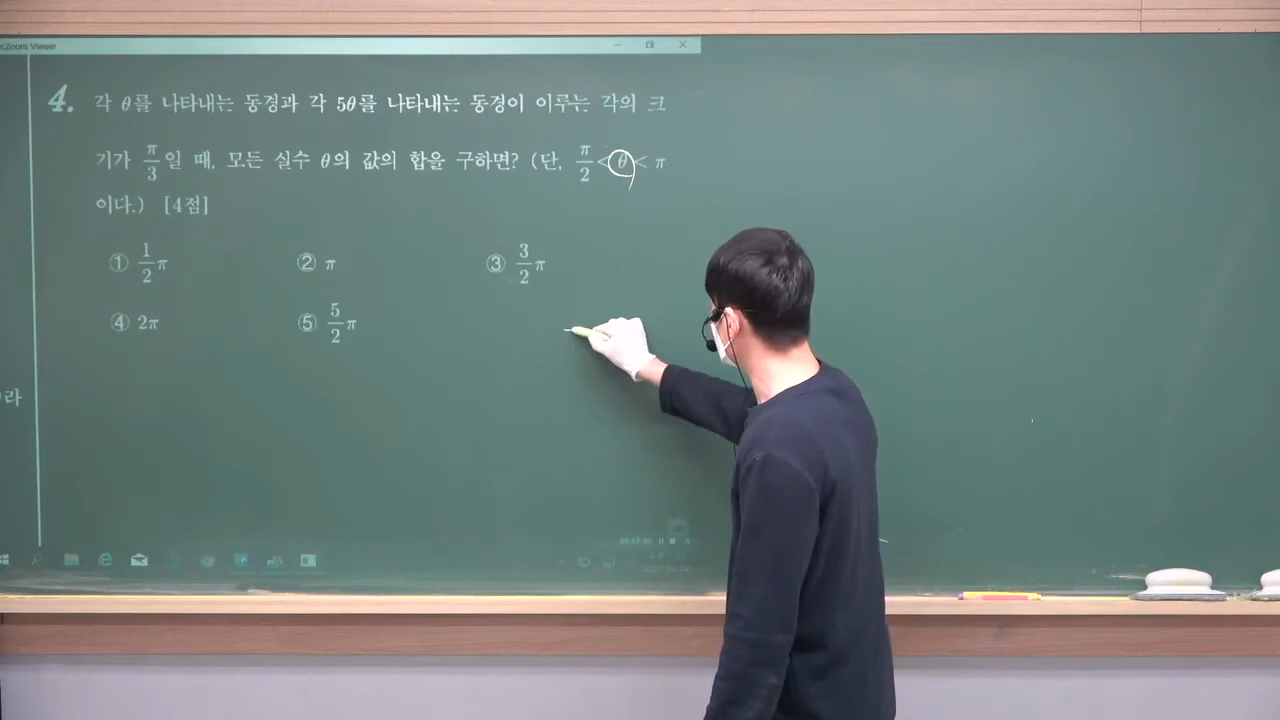 Zoom Viewer
4. 각 θ를 나타내는 동경과 각 5θ를 나타내는 동경이 이루는 각의 크
기가 π/3일 때, 모든 실수 θ의 값의 합을 구하면? (단, π/2 < θ < π
이다.) [4점]
① 1/2 π ② π ③ 3/2 π
④ 2π ⑤ 5/2 π
라